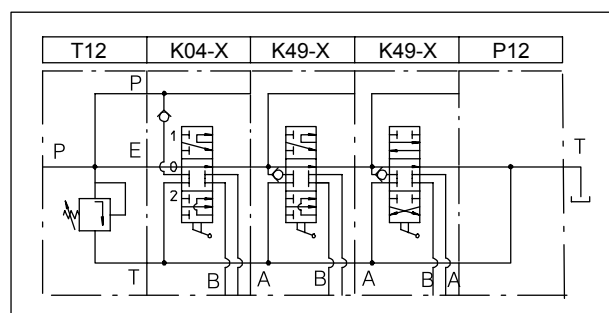 T12 K04-X K49-X K49-X P12
P
1
P E 0 T
2
T B A B A B A